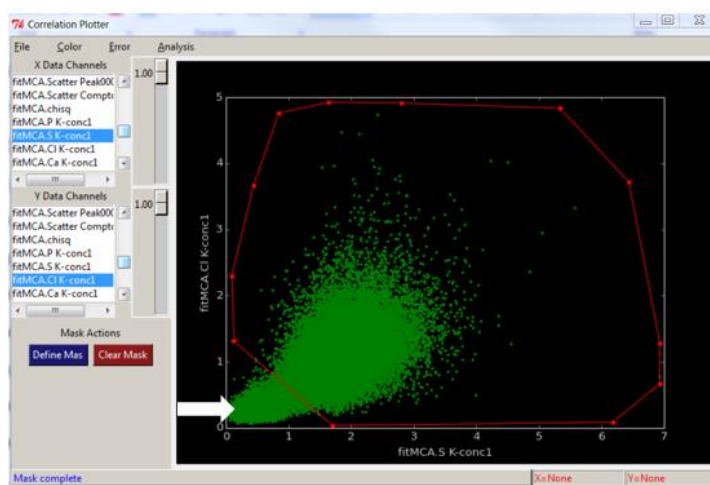 Correlation Plotter
File Color Error Analysis
X Data Channels
fitMCA.Scatter Peak000
fitMCA.Scatter Compto
fitMCA.chisq
fitMCA.P K-conc1
fitMCA.S K-conc1
fitMCA.Cl K-conc1
fitMCA.Ca K-conc1
1.00
Y Data Channels
fitMCA.Scatter Peak000
fitMCA.Scatter Compto
fitMCA.chisq
fitMCA.P K-conc1
fitMCA.S K-conc1
fitMCA.Cl K-conc1
fitMCA.Ca K-conc1
1.00
Mask Actions
Define Mas Clear Mask
5
4
3
2
1
0
fitMCA.Cl K-conc1
0 1 2 3 4 5 6 7
fitMCA.S K-conc1
Mask complete
X=None Y=None